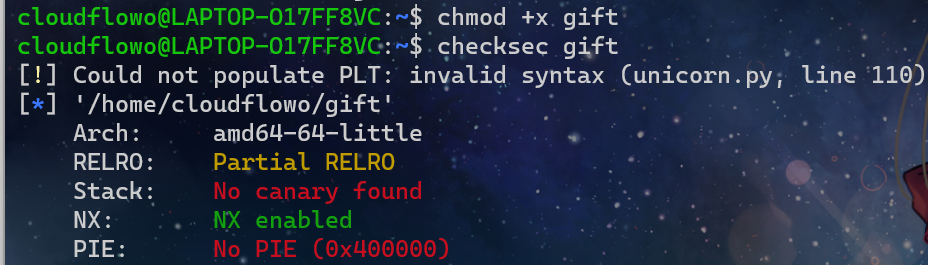 cloudflowo@LAPTOP-O17FF8VC:~$ chmod +x gift
cloudflowo@LAPTOP-O17FF8VC:~$ checksec gift
[!] Could not populate PLT: invalid syntax (unicorn.py, line 110)
[*] '/home/cloudflowo/gift'
    Arch:     amd64-64-little
    RELRO:    Partial RELRO
    Stack:    No canary found
    NX:       NX enabled
    PIE:      No PIE (0x400000)